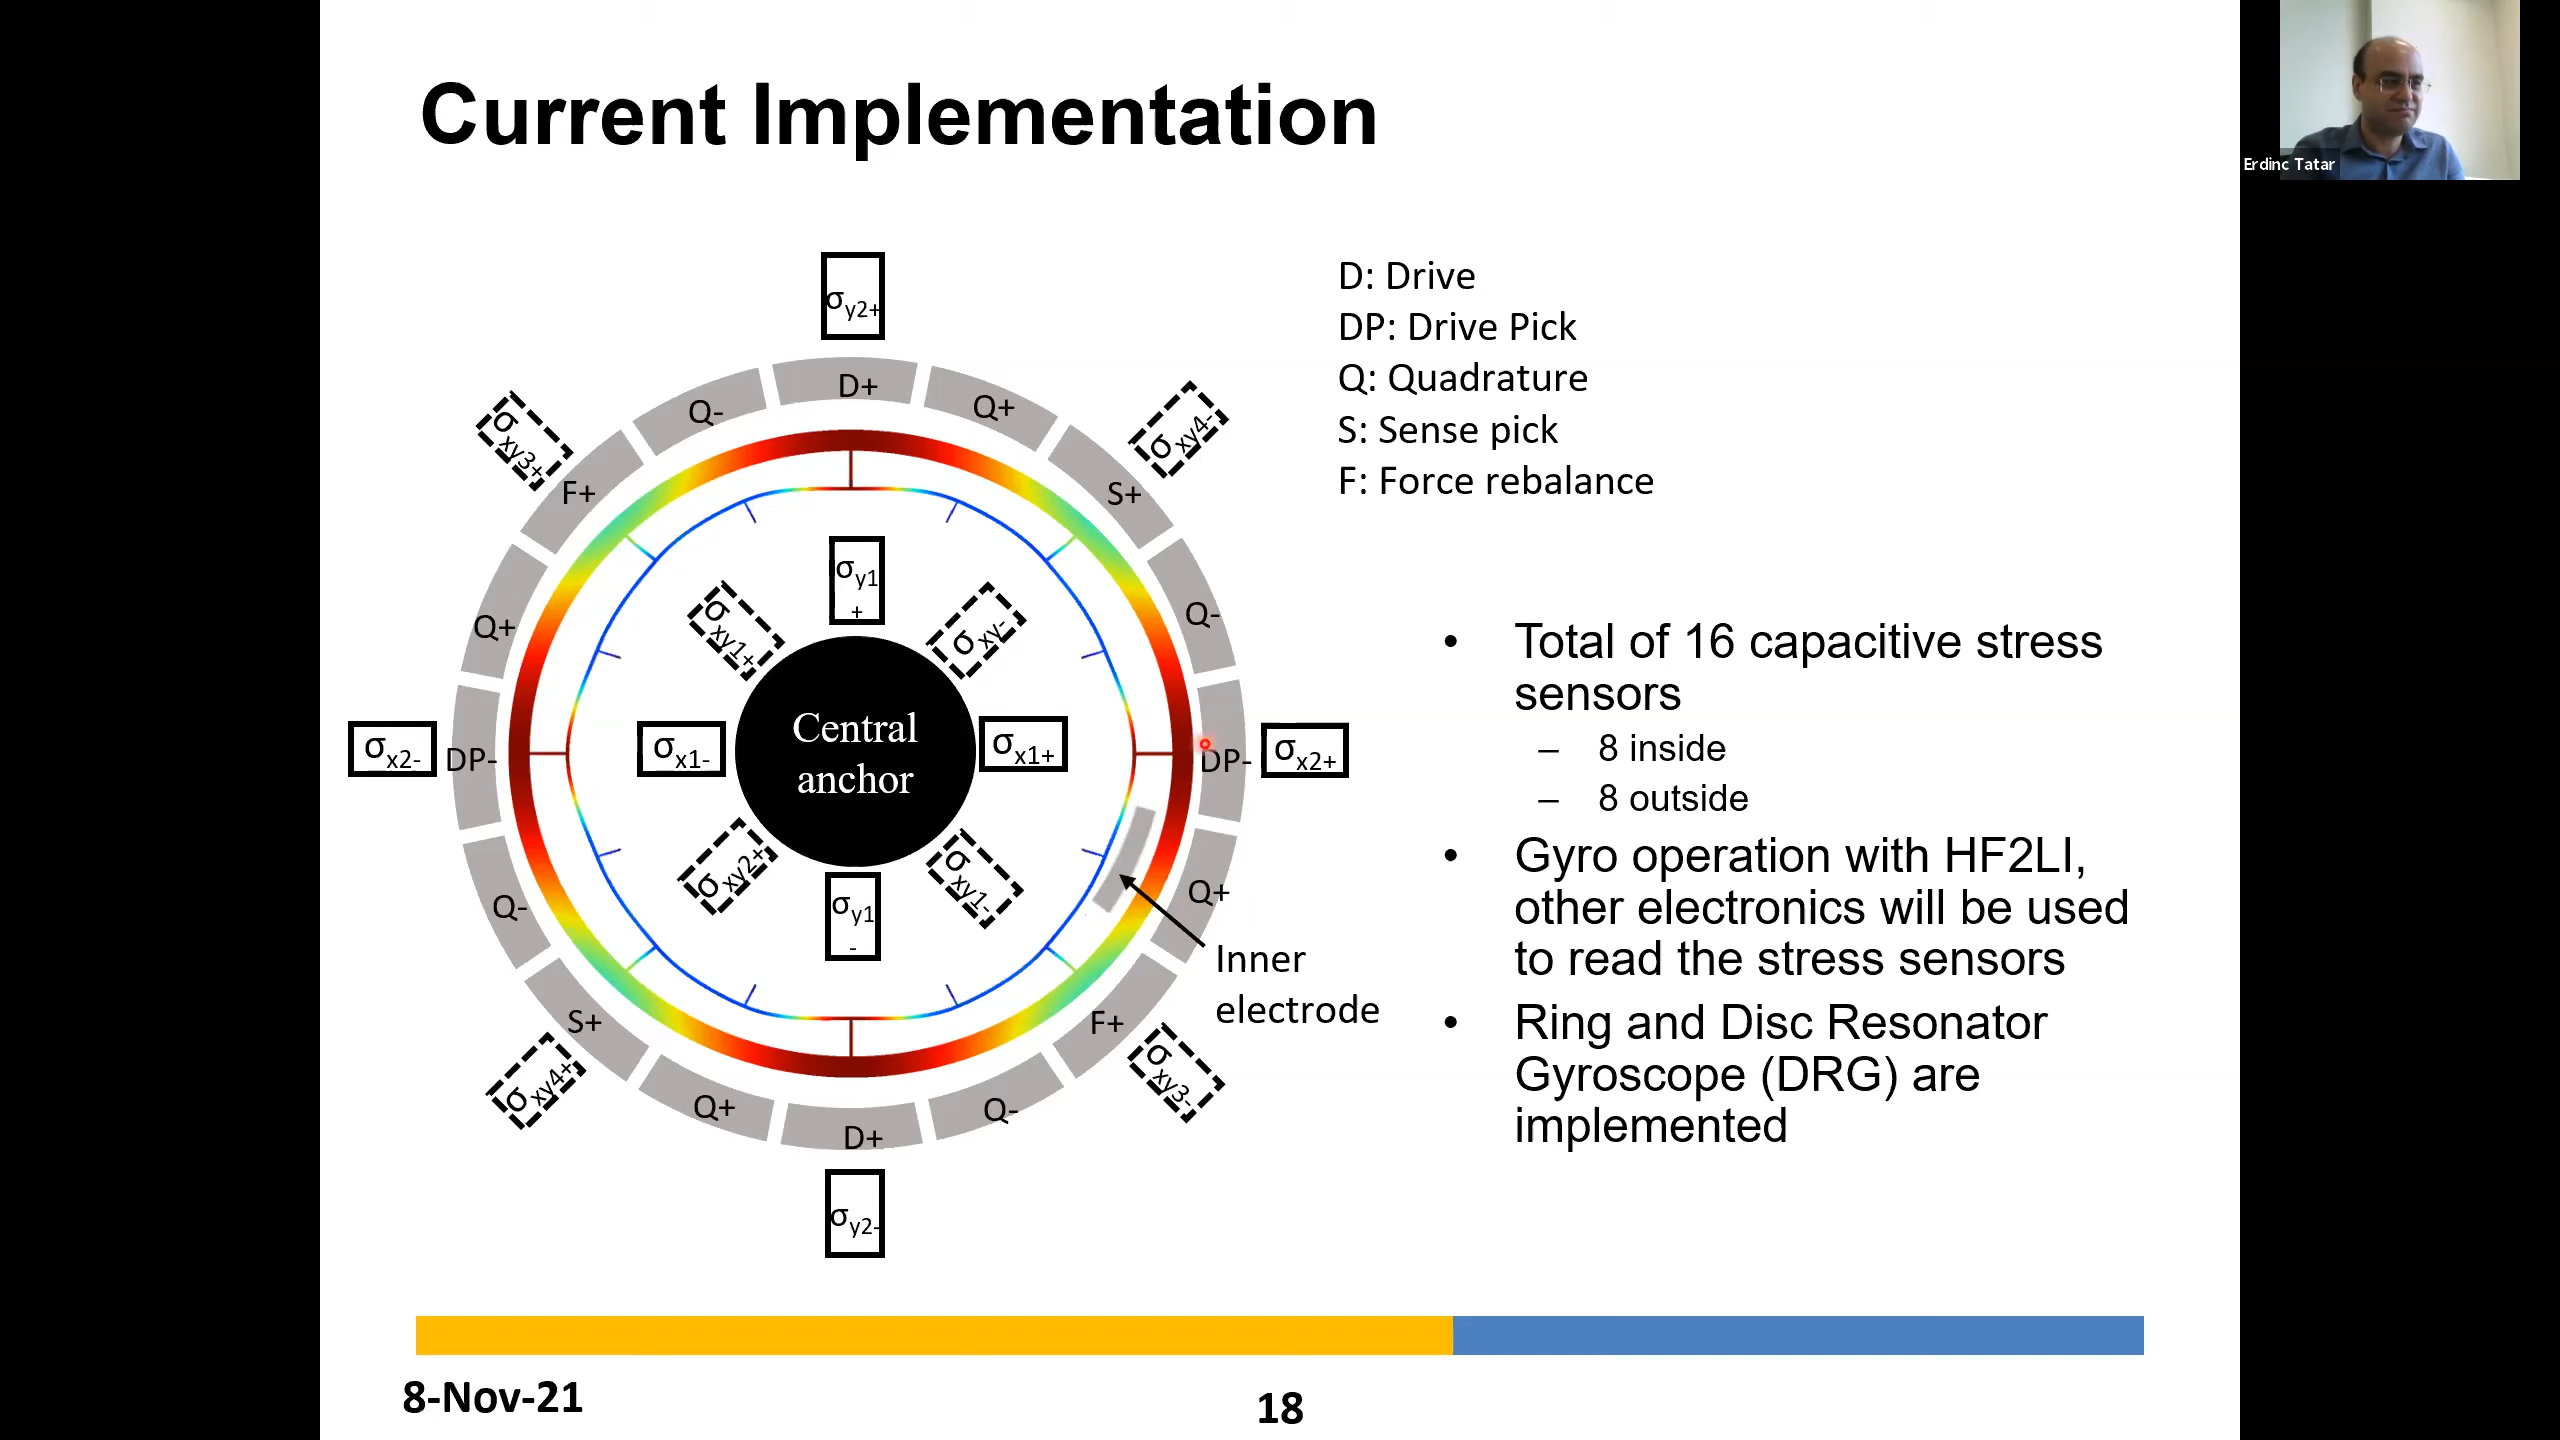 Current Implementation
Erdinc Tatar
σy2+
D: Drive
DP: Drive Pick
Q: Quadrature
S: Sense pick
F: Force rebalance
D+
Q-
Q+
σxy3+
σxy4-
F+
S+
σy1
+
σxy1+
σxy-
Q+
Q-
Central
anchor
σx2-
DP-
σx1-
σx1+
DP-
σx2+
σxy2+
σxy1-
σy1
-
Q-
Q+
Inner
electrode
S+
F+
σxy4+
σxy3-
Q+
Q-
D+
σy2-
• Total of 16 capacitive stress
sensors
– 8 inside
– 8 outside
• Gyro operation with HF2LI,
other electronics will be used
to read the stress sensors
• Ring and Disc Resonator
Gyroscope (DRG) are
implemented
8-Nov-21
18